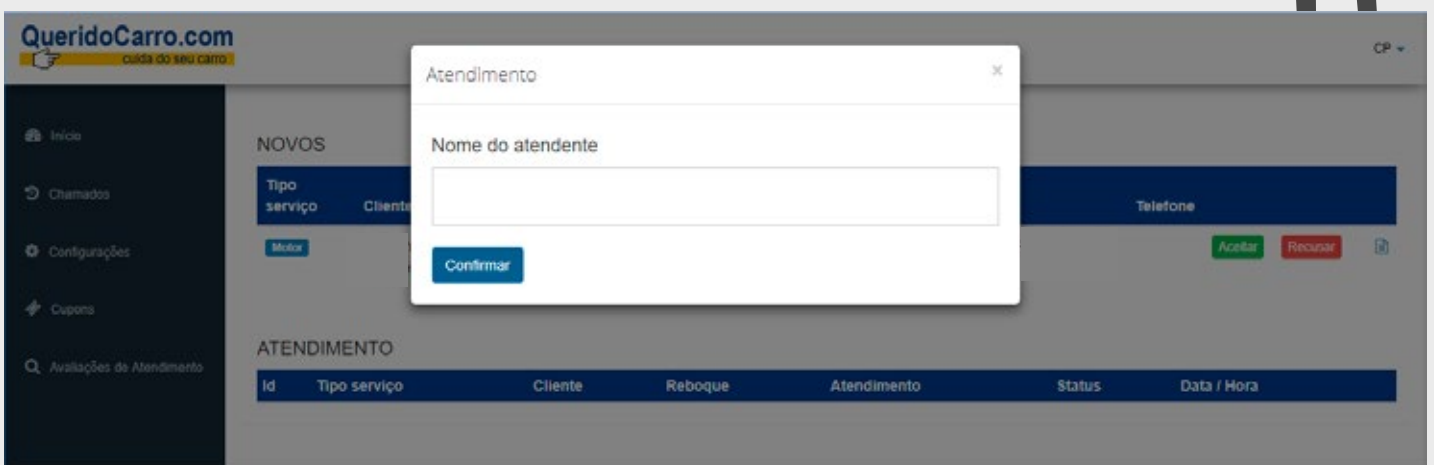 QueridoCarro.com
cuida do seu carro
CP
Atendimento
×
Nome do atendente
Confirmar
Início
Chamados
Configurações
Cupons
Avaliações de Atendimento
NOVOS
Tipo serviço Cliente Telefone
Motor Aceitar Recusar
ATENDIMENTO
Id Tipo serviço Cliente Reboque Atendimento Status Data / Hora